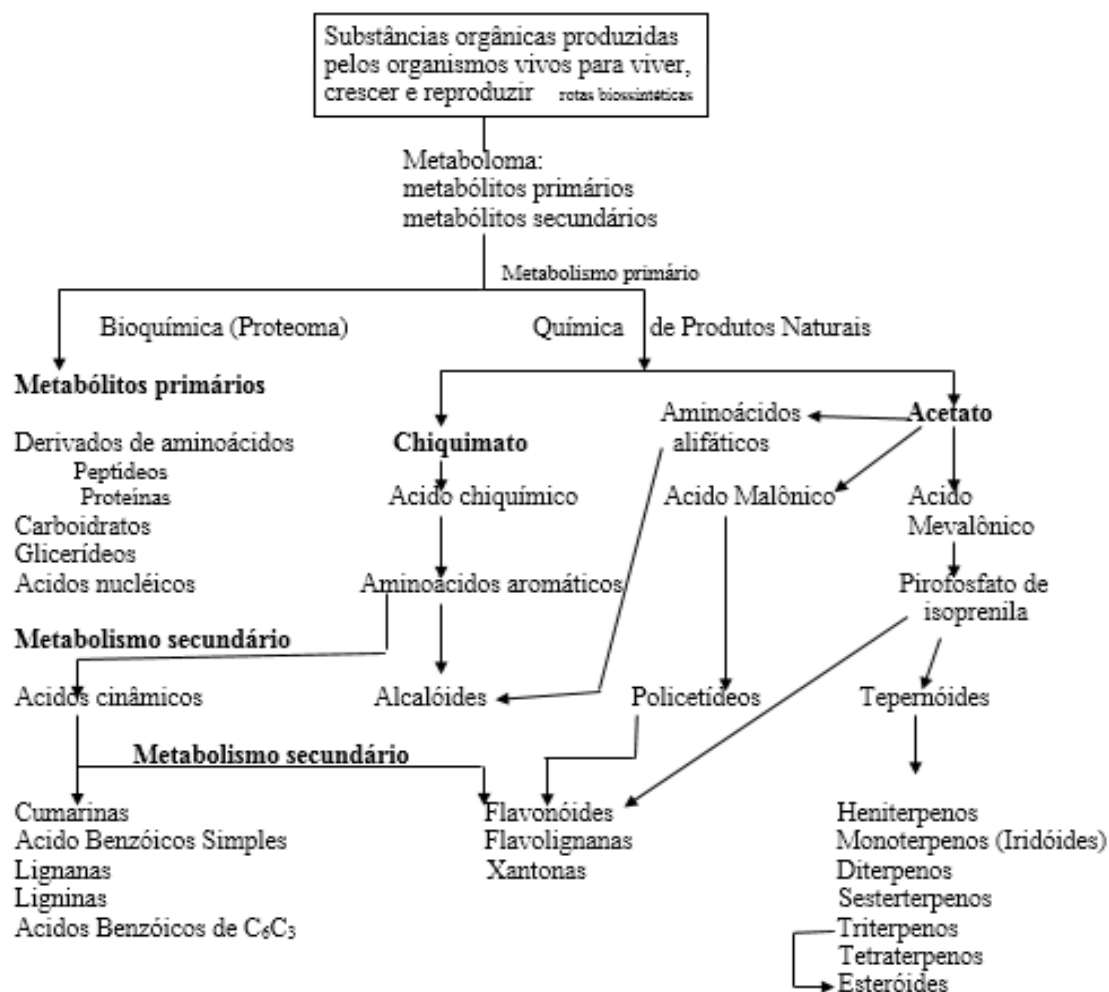 Substâncias orgânicas produzidas
pelos organismos vivos para viver,
crescer e reproduzir rotas biossintéticas
Metaboloma:
metabólitos primários
metabólitos secundários
Metabolismo primário
Bioquímica (Proteoma)
Química de Produtos Naturais
Metabólitos primários
Derivados de aminoácidos
Peptídeos
Proteínas
Carboidratos
Glicerídeos
Acidos nucléicos
Chiquimato
Acido chiquímico
Aminoácidos aromáticos
Aminoácidos
alifáticos
Acetato
Acido Malônico
Acido
Mevalônico
Pirofosfato de
isoprenila
Metabolismo secundário
Acidos cinâmicos
Alcalóides
Policetídeos
Tepernóides
Metabolismo secundário
Cumarinas
Acido Benzóicos Simples
Lignanas
Ligninas
Acidos Benzóicos de C₆C₃
Flavonóides
Flavolignanas
Xantonas
Heniterpenos
Monoterpenos (Iridóides)
Diterpenos
Sesterterpenos
Triterpenos
Tetraterpenos
Esteróides